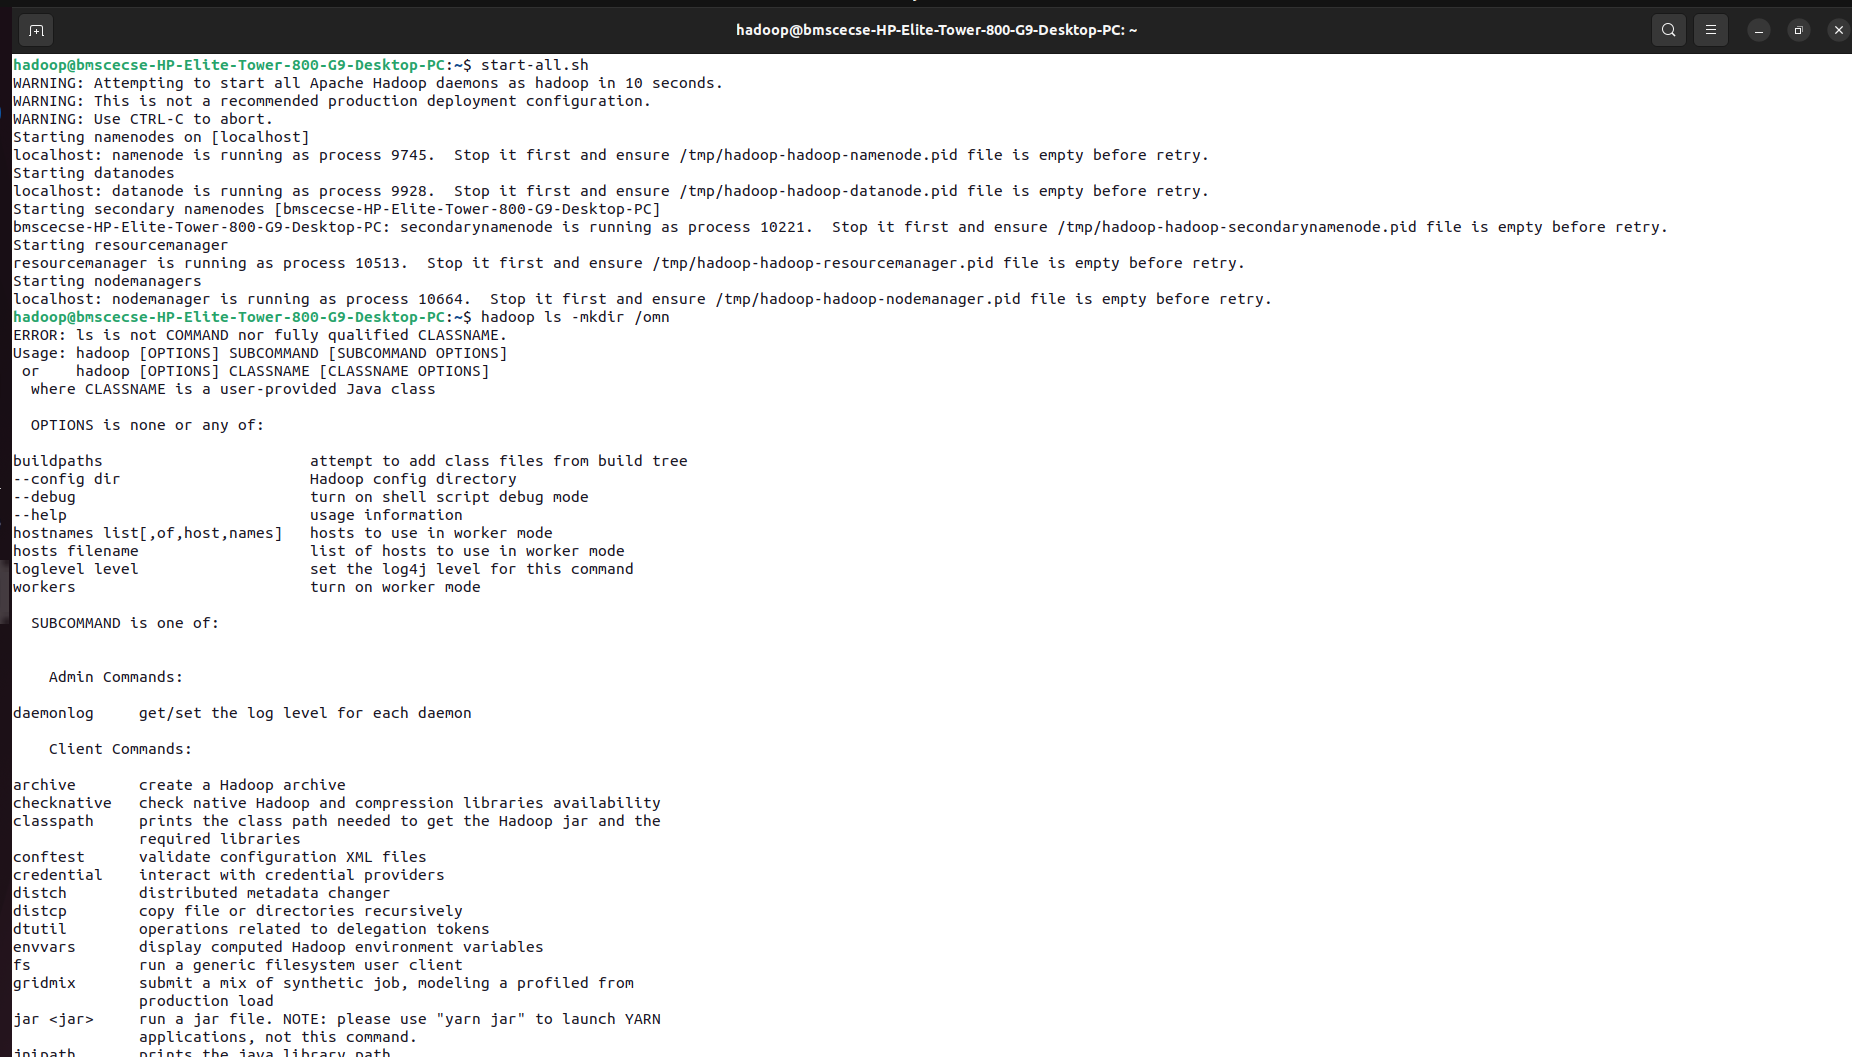 hadoop@bmscecse-HP-Elite-Tower-800-G9-Desktop-PC: ~
hadoop@bmscecse-HP-Elite-Tower-800-G9-Desktop-PC:~$ start-all.sh
WARNING: Attempting to start all Apache Hadoop daemons as hadoop in 10 seconds.
WARNING: This is not a recommended production deployment configuration.
WARNING: Use CTRL-C to abort.
Starting namenodes on [localhost]
localhost: namenode is running as process 9745.  Stop it first and ensure /tmp/hadoop-hadoop-namenode.pid file is empty before retry.
Starting datanodes
localhost: datanode is running as process 9928.  Stop it first and ensure /tmp/hadoop-hadoop-datanode.pid file is empty before retry.
Starting secondary namenodes [bmscecse-HP-Elite-Tower-800-G9-Desktop-PC]
bmscecse-HP-Elite-Tower-800-G9-Desktop-PC: secondarynamenode is running as process 10221.  Stop it first and ensure /tmp/hadoop-hadoop-secondarynamenode.pid file is empty before retry.
Starting resourcemanager
resourcemanager is running as process 10513.  Stop it first and ensure /tmp/hadoop-hadoop-resourcemanager.pid file is empty before retry.
Starting nodemanagers
localhost: nodemanager is running as process 10664.  Stop it first and ensure /tmp/hadoop-hadoop-nodemanager.pid file is empty before retry.
hadoop@bmscecse-HP-Elite-Tower-800-G9-Desktop-PC:~$ hadoop ls -mkdir /omn
ERROR: ls is not COMMAND nor fully qualified CLASSNAME.
Usage: hadoop [OPTIONS] SUBCOMMAND [SUBCOMMAND OPTIONS]
 or    hadoop [OPTIONS] CLASSNAME [CLASSNAME OPTIONS]
  where CLASSNAME is a user-provided Java class
  OPTIONS is none or any of:
buildpaths                       attempt to add class files from build tree
--config dir                     Hadoop config directory
--debug                          turn on shell script debug mode
--help                           usage information
hostnames list[,of,host,names]   hosts to use in worker mode
hosts filename                   list of hosts to use in worker mode
loglevel level                   set the log4j level for this command
workers                          turn on worker mode
  SUBCOMMAND is one of:
    Admin Commands:
daemonlog     get/set the log level for each daemon
    Client Commands:
archive       create a Hadoop archive
checknative   check native Hadoop and compression libraries availability
classpath     prints the class path needed to get the Hadoop jar and the
              required libraries
conftest      validate configuration XML files
credential    interact with credential providers
distch        distributed metadata changer
distcp        copy file or directories recursively
dtutil        operations related to delegation tokens
envvars       display computed Hadoop environment variables
fs            run a generic filesystem user client
gridmix       submit a mix of synthetic job, modeling a profiled from
              production load
jar <jar>     run a jar file. NOTE: please use "yarn jar" to launch YARN
              applications, not this command.
jnipath       prints the java library path